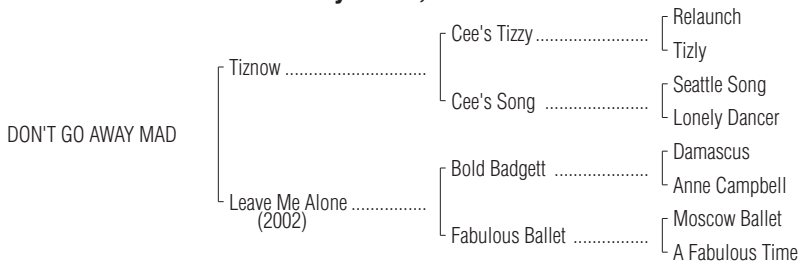 Relaunch
Cee's Tizzy ........................
Tizly
Tiznow .............................
Seattle Song
Cee's Song ......................
Lonely Dancer
DON'T GO AWAY MAD
Damascus
Bold Badgett ....................
Anne Campbell
Leave Me Alone ................
(2002)
Moscow Ballet
Fabulous Ballet ................
A Fabulous Time